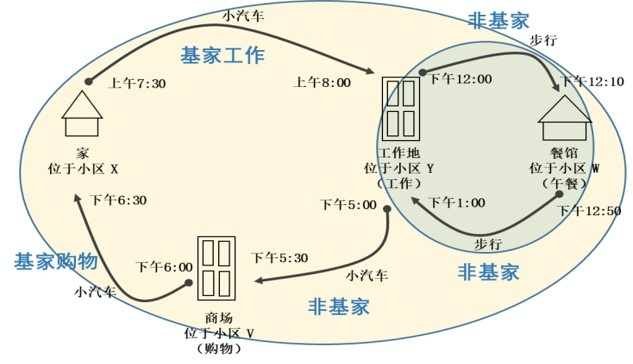 小汽车
非基家
步行
基家工作
上午7:30
上午8:00
下午12:00
下午12:10
家
位于小区 X
工作地
位于小区 Y
（工作）
餐馆
位于小区 W
（午餐）
下午6:30
下午5:00
下午1:00
下午12:50
步行
基家购物
下午6:00
下午5:30
小汽车
非基家
小汽车
非基家
商场
位于小区 V
（购物）